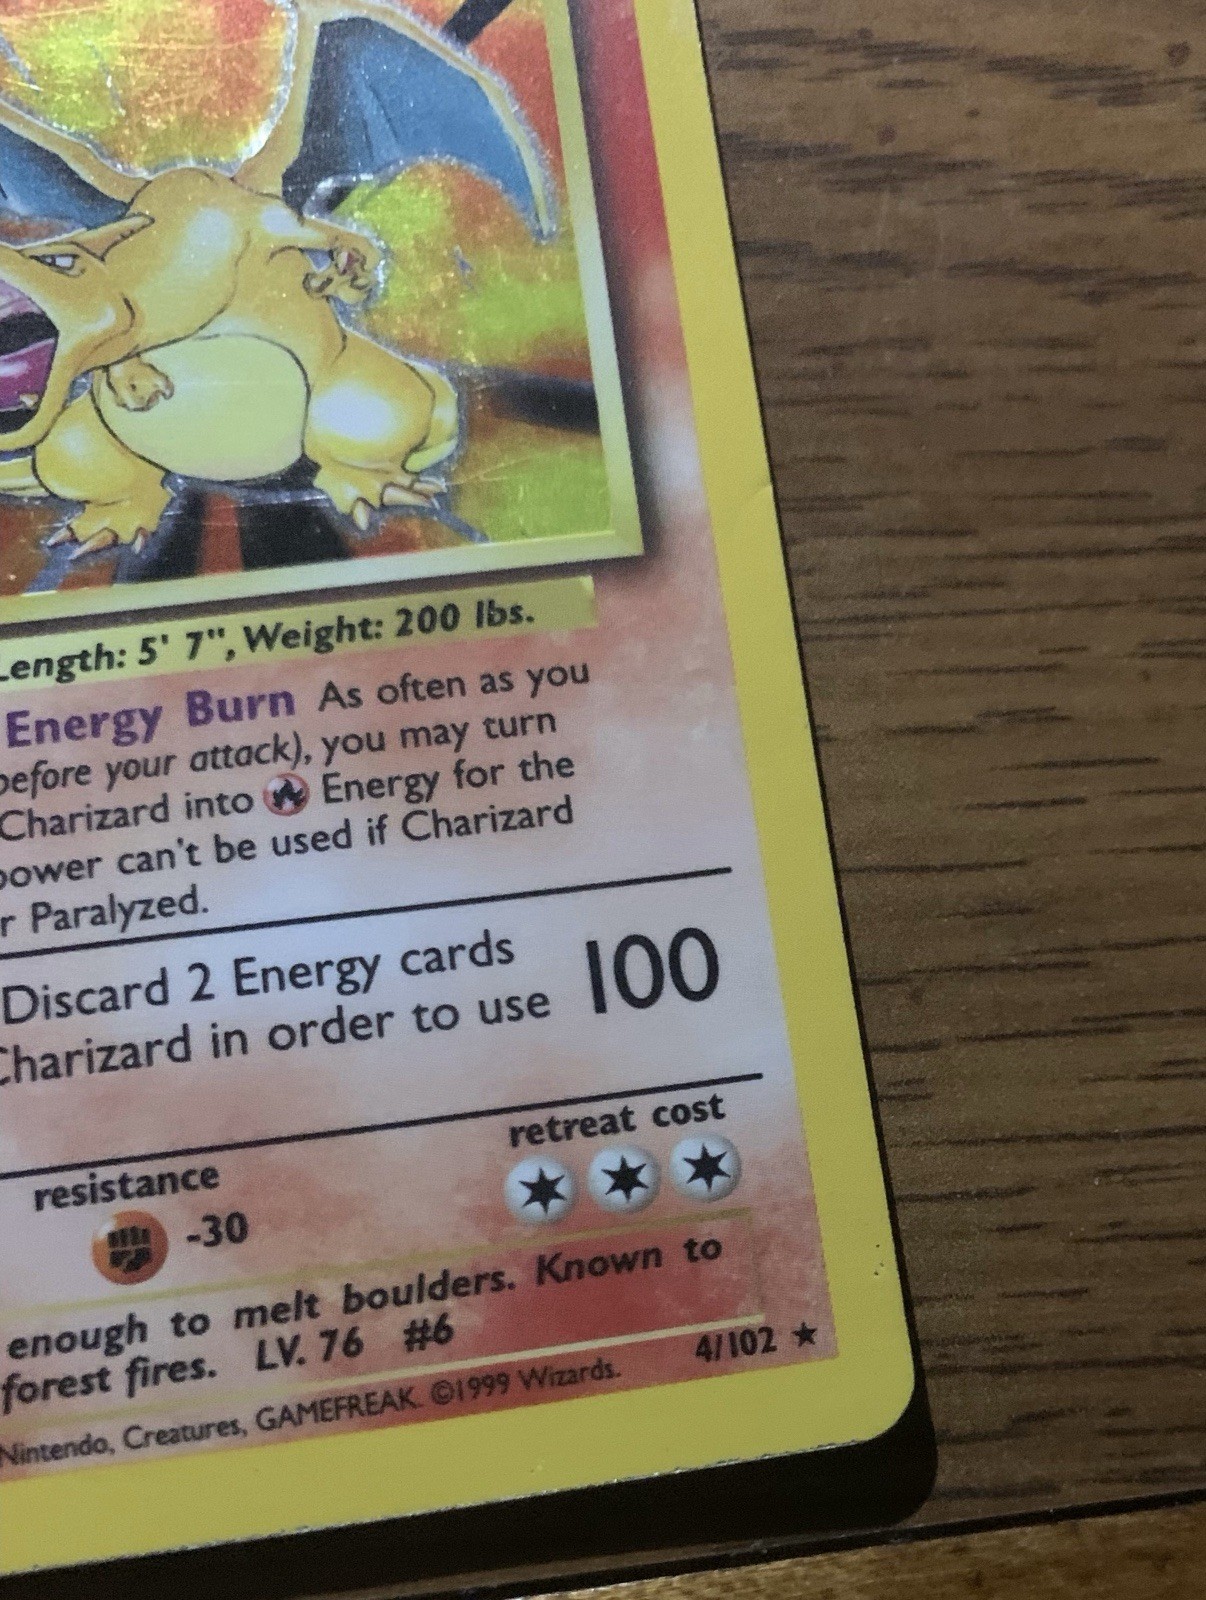 Length: 5' 7", Weight: 200 lbs.
Energy Burn As often as you
before your attack), you may turn
Charizard into Energy for the
power can't be used if Charizard
r Paralyzed.
Discard 2 Energy cards
Charizard in order to use
100
retreat cost
resistance
-30
enough to melt boulders. Known to
forest fires. LV. 76 #6
4/102 ★
Nintendo, Creatures, GAMEFREAK. ©1999 Wizards.